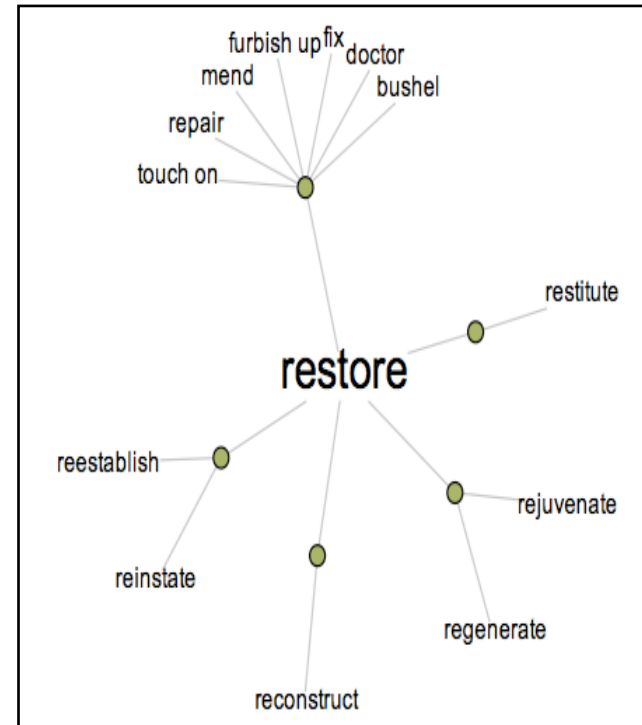 furbish up
fix
doctor
mend
bushel
repair
touch on
restitute
restore
reestablish
rejuvenate
reinstate
regenerate
reconstruct